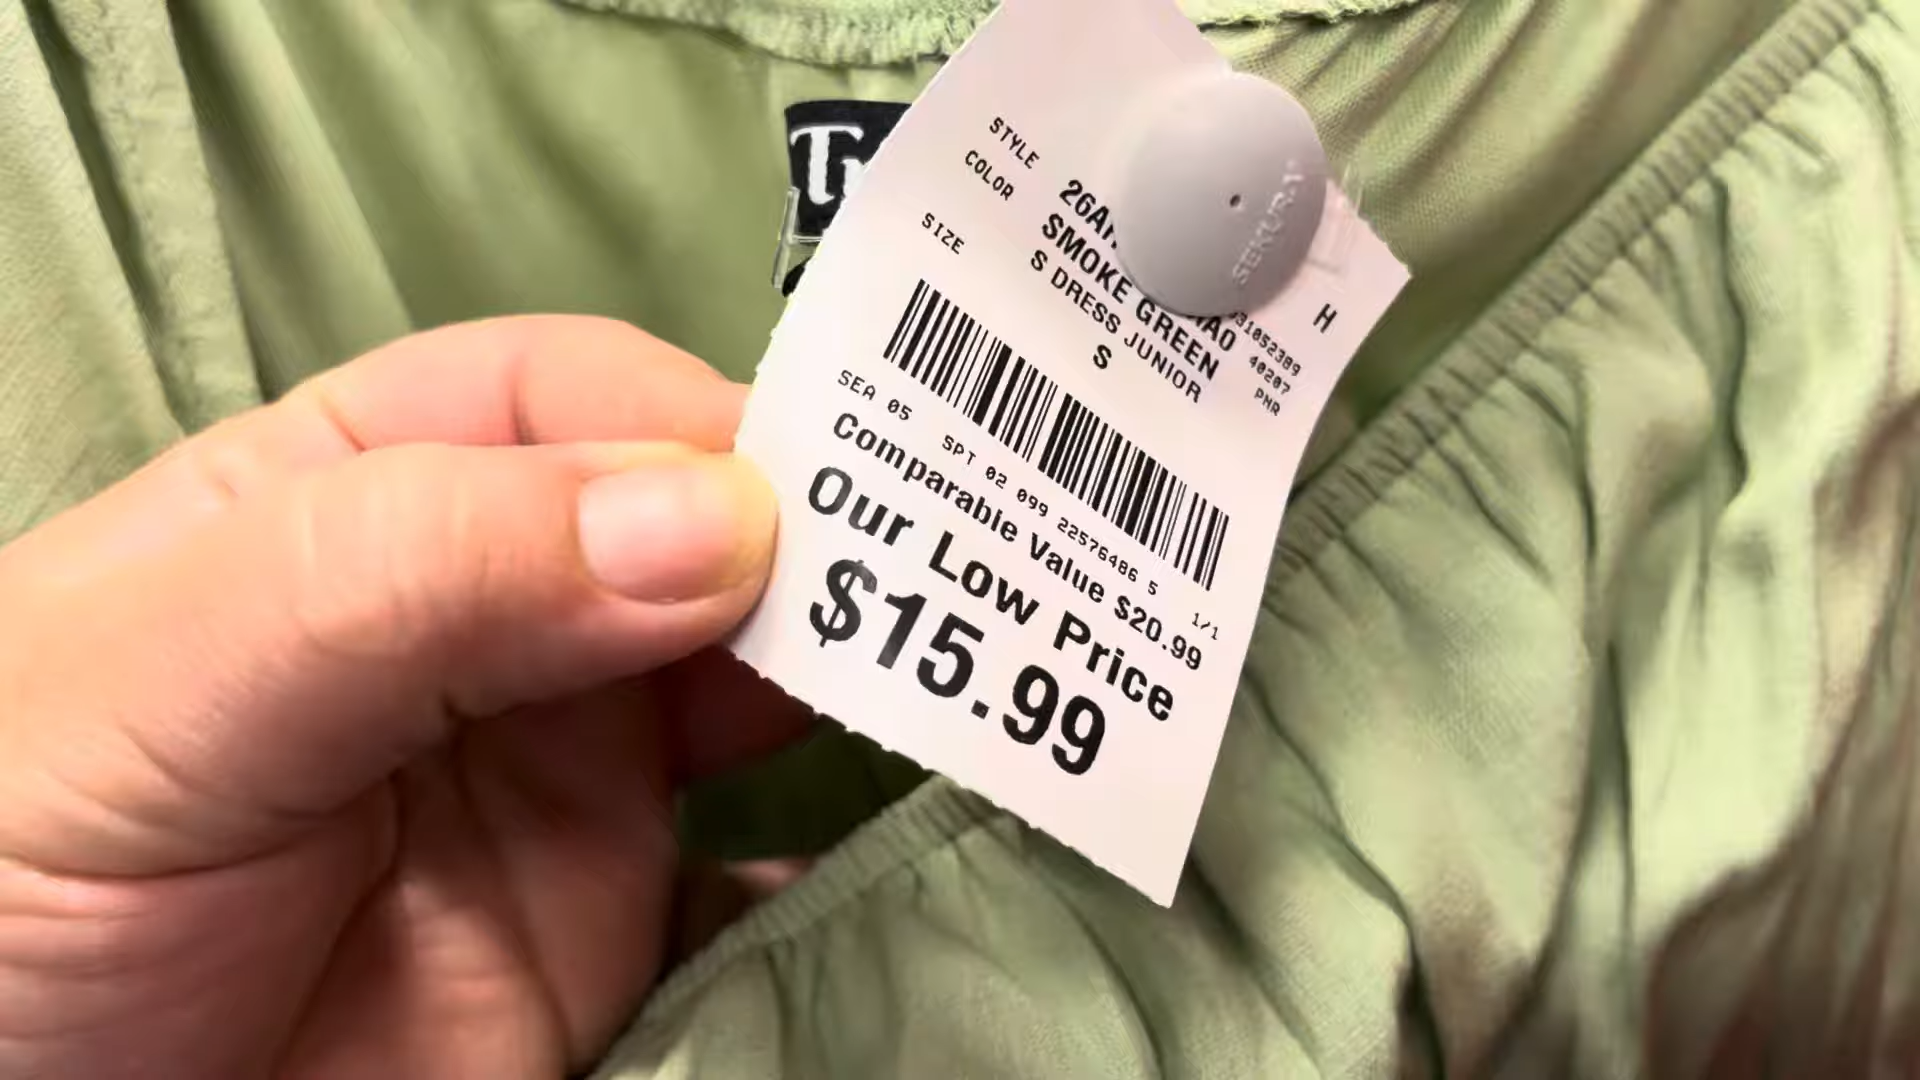 STYLE
COLOR SMOKE GREEN
SIZE S DRESS JUNIOR
S
H
40207
PMR
SEA 05 SPT 02 099 22576486 5
1/1
Comparable Value $20.99
Our Low Price
$15.99